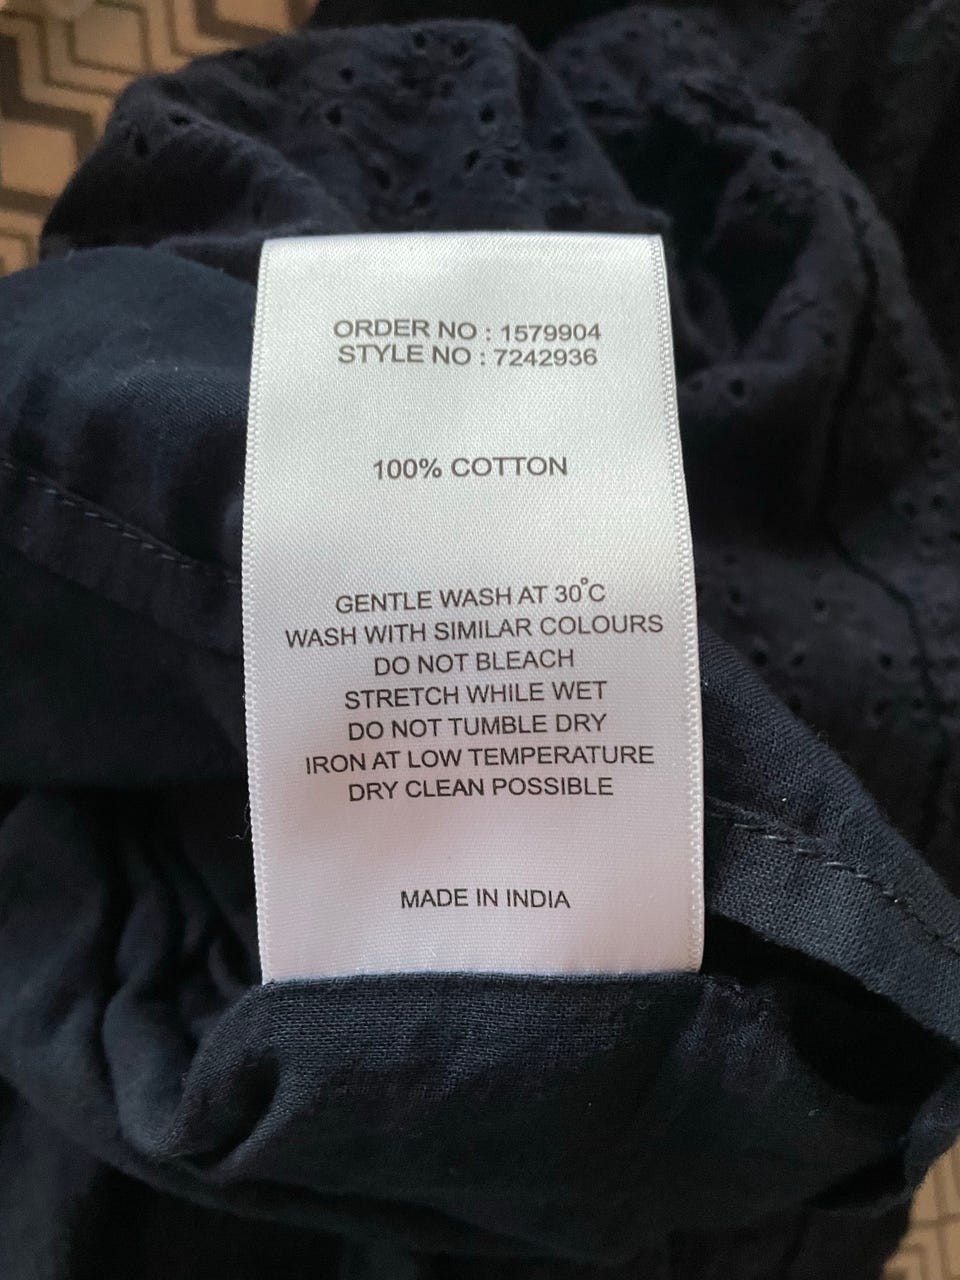 ORDER NO : 1579904
STYLE NO : 7242936
100% COTTON
GENTLE WASH AT 30°C
WASH WITH SIMILAR COLOURS
DO NOT BLEACH
STRETCH WHILE WET
DO NOT TUMBLE DRY
IRON AT LOW TEMPERATURE
DRY CLEAN POSSIBLE
MADE IN INDIA